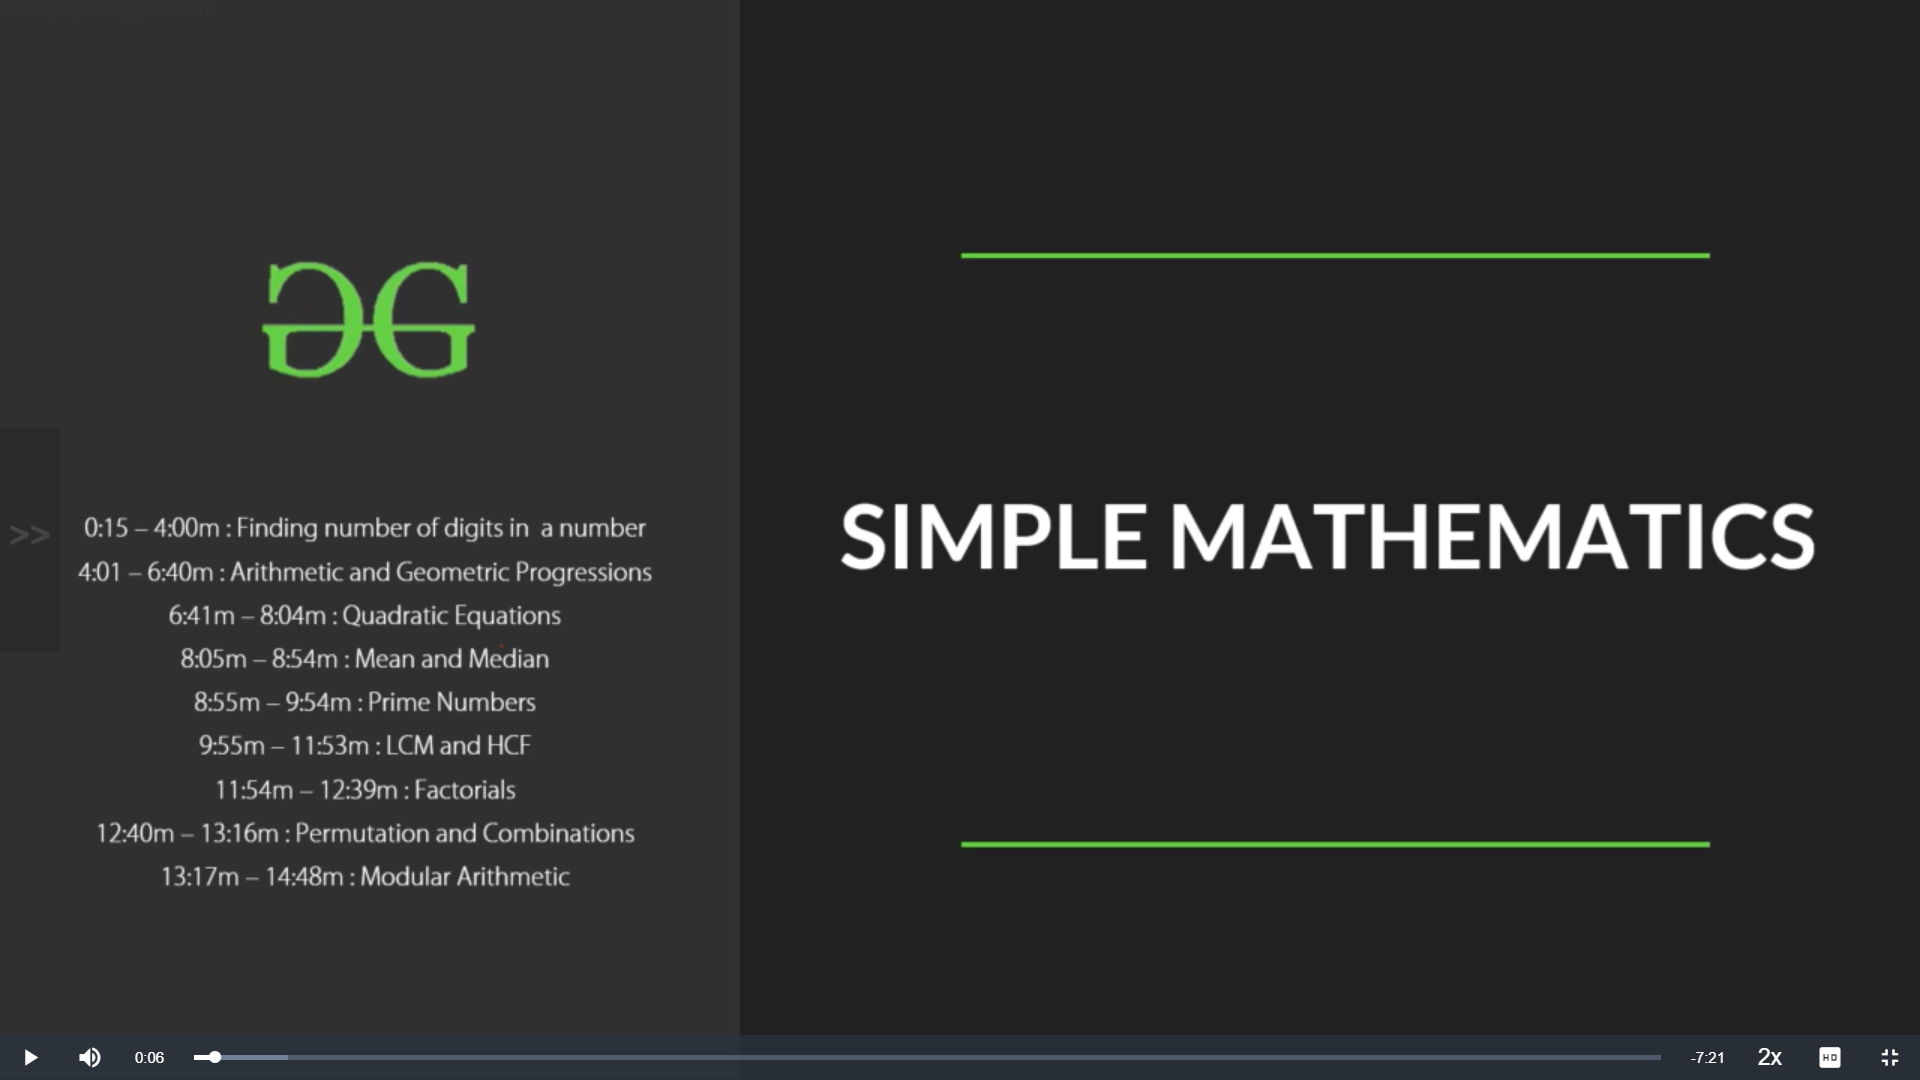 0:15 – 4:00m : Finding number of digits in a number
4:01 – 6:40m : Arithmetic and Geometric Progressions
6:41m – 8:04m : Quadratic Equations
8:05m – 8:54m : Mean and Median
8:55m – 9:54m : Prime Numbers
9:55m – 11:53m : LCM and HCF
11:54m – 12:39m : Factorials
12:40m – 13:16m : Permutation and Combinations
13:17m – 14:48m : Modular Arithmetic
>>
SIMPLE MATHEMATICS
0:06
-7:21
2x
HD